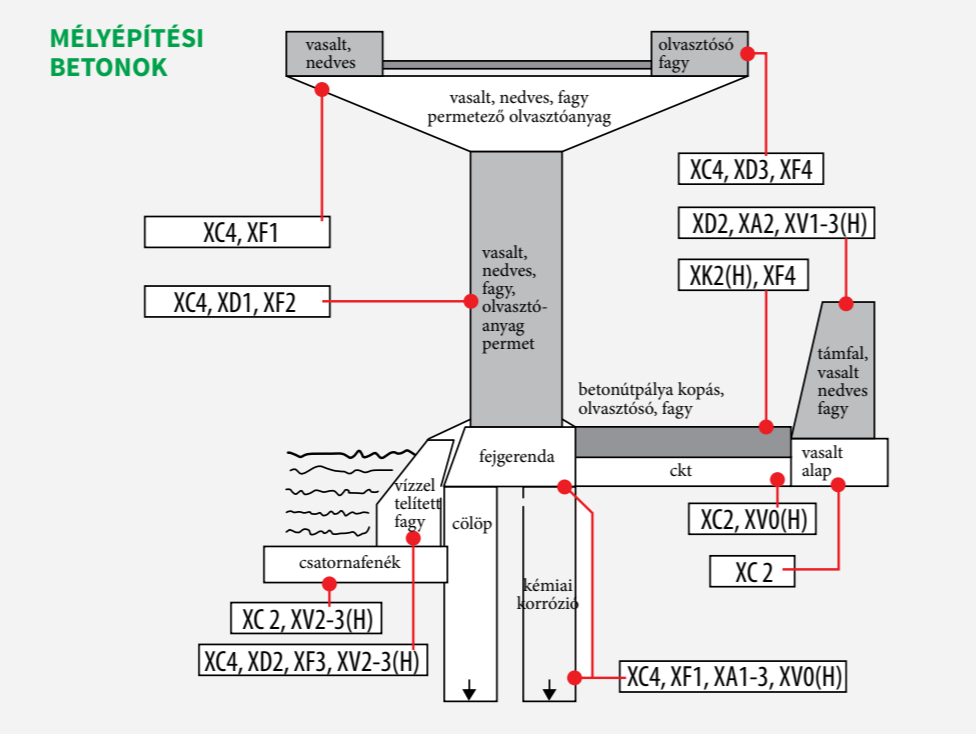 MÉLYÉPÍTÉSI
BETONOK
vasalt,
nedves
olvasztósó
fagy
vasalt, nedves, fagy
permetező olvasztóanyag
XC4, XD3, XF4
XC4, XF1
XD2, XA2, XV1-3(H)
XK2(H), XF4
XC4, XD1, XF2
vasalt,
nedves,
fagy,
olvasztó-
anyag
permet
támfal,
vasalt
nedves
fagy
betonútpálya kopás,
olvasztósó, fagy
fejgerenda
ckt
vasalt
alap
vízzel
telített
fagy
cölöp
XC2, XV0(H)
csatornafenék
XC 2
kémiai
korrózió
XC 2, XV2-3(H)
XC4, XD2, XF3, XV2-3(H)
XC4, XF1, XA1-3, XV0(H)